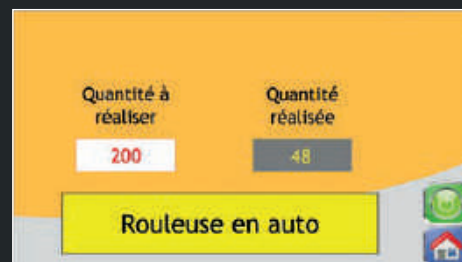 Quantité à
réaliser
Quantité
réalisée
200
48
Rouleuse en auto